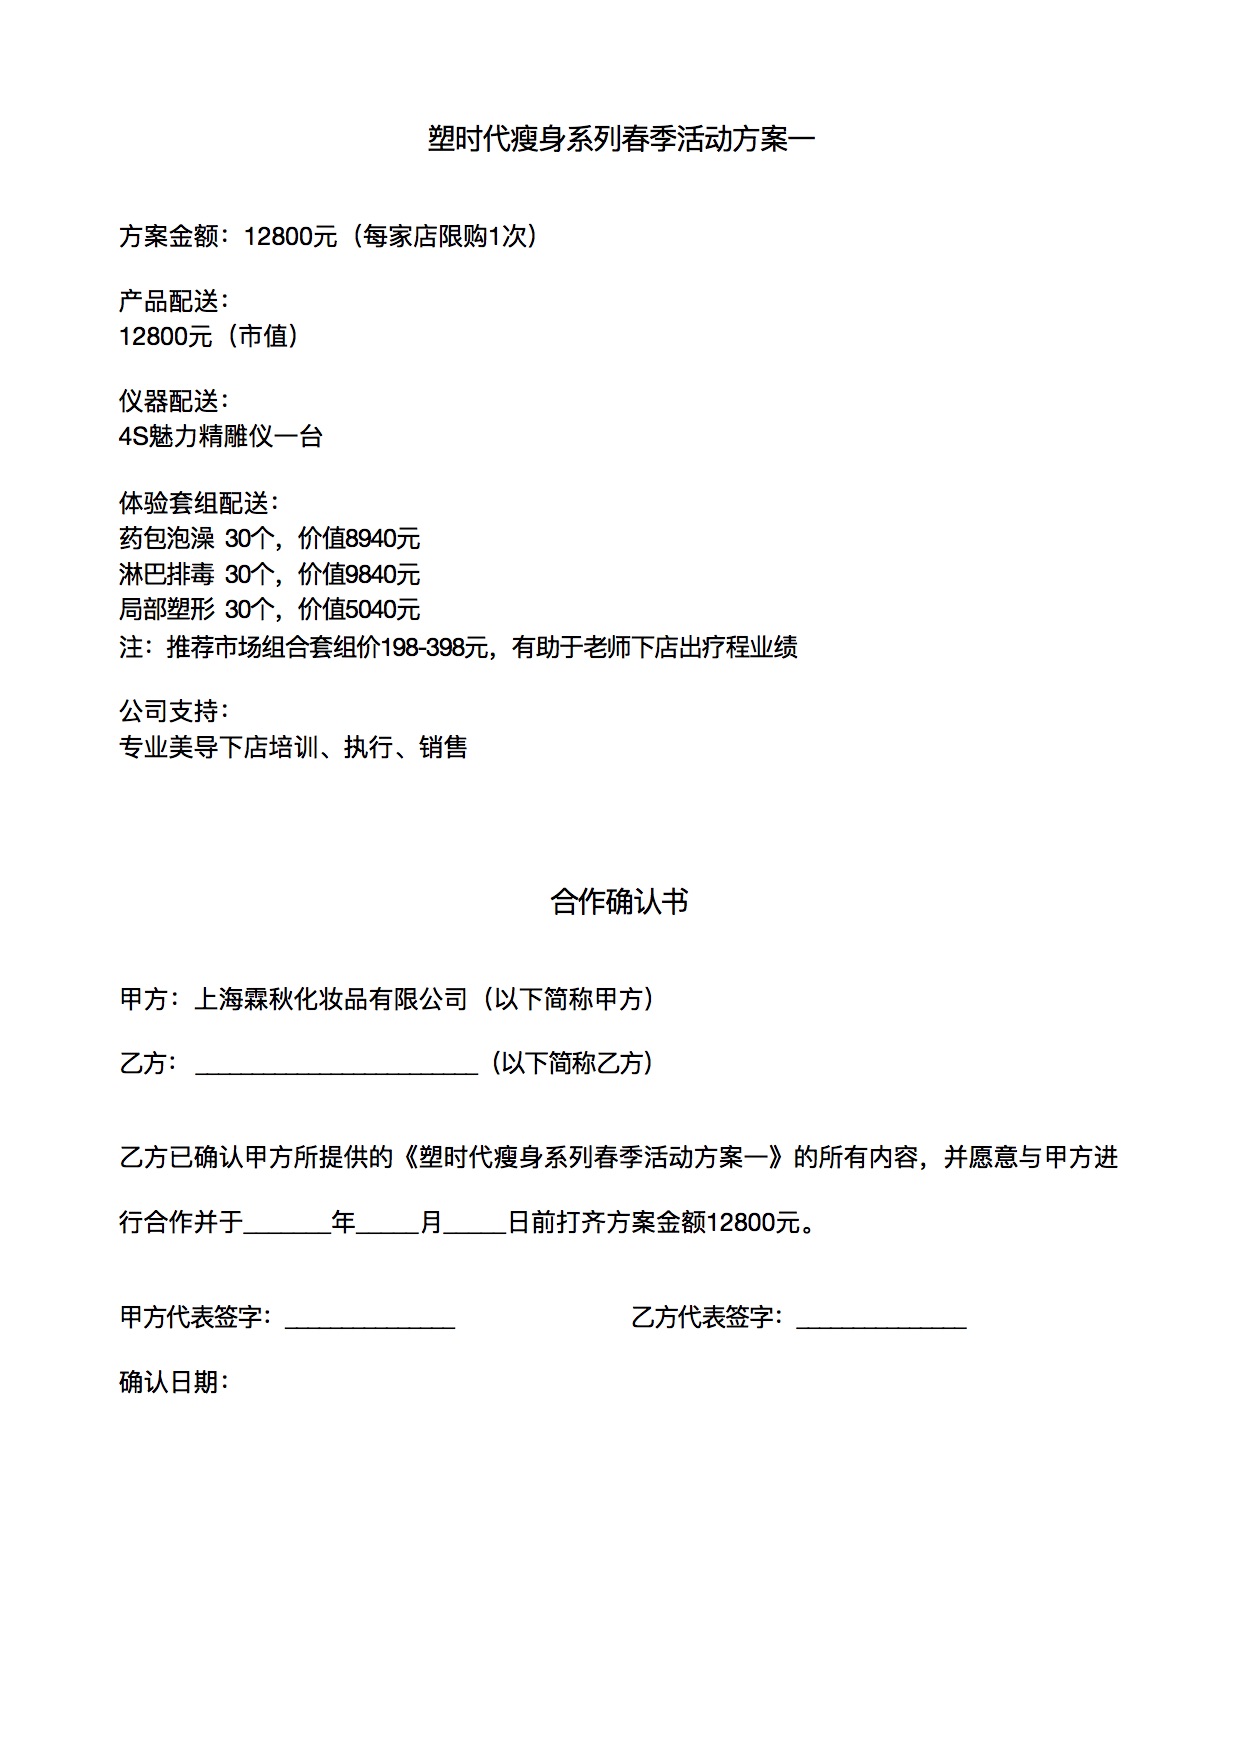 塑时代瘦身系列春季活动方案一
方案金额：12800元（每家店限购1次）
产品配送：
12800元（市值）
仪器配送：
4S魅力精雕仪一台
体验套组配送：
药包泡澡 30个，价值8940元
淋巴排毒 30个，价值9840元
局部塑形 30个，价值5040元
注：推荐市场组合套组价198-398元，有助于老师下店出疗程业绩
公司支持：
专业美导下店培训、执行、销售
合作确认书
甲方：上海霖秋化妆品有限公司（以下简称甲方）
乙方：_______________________（以下简称乙方）
乙方已确认甲方所提供的《塑时代瘦身系列春季活动方案一》的所有内容，并愿意与甲方进
行合作并于_______年_____月_____日前打齐方案金额12800元。
甲方代表签字：______________ 乙方代表签字：______________
确认日期：